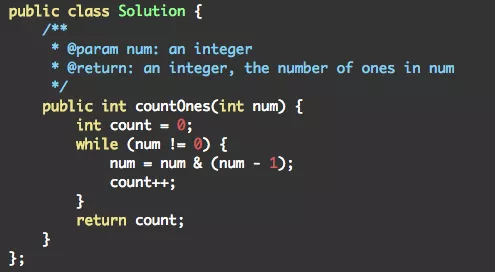 public class Solution {
    /**
     * @param num: an integer
     * @return: an integer, the number of ones in num
     */
    public int countOnes(int num) {
        int count = 0;
        while (num != 0) {
            num = num & (num - 1);
            count++;
        }
        return count;
    }
};